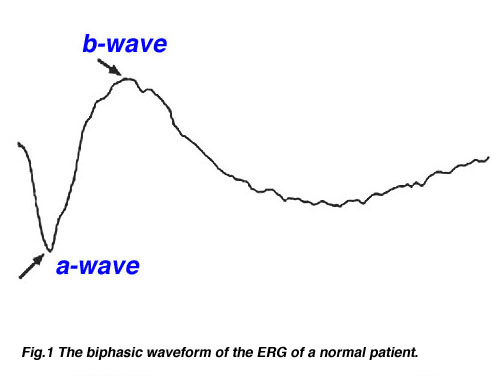 b-wave
a-wave
Fig.1 The biphasic waveform of the ERG of a normal patient.